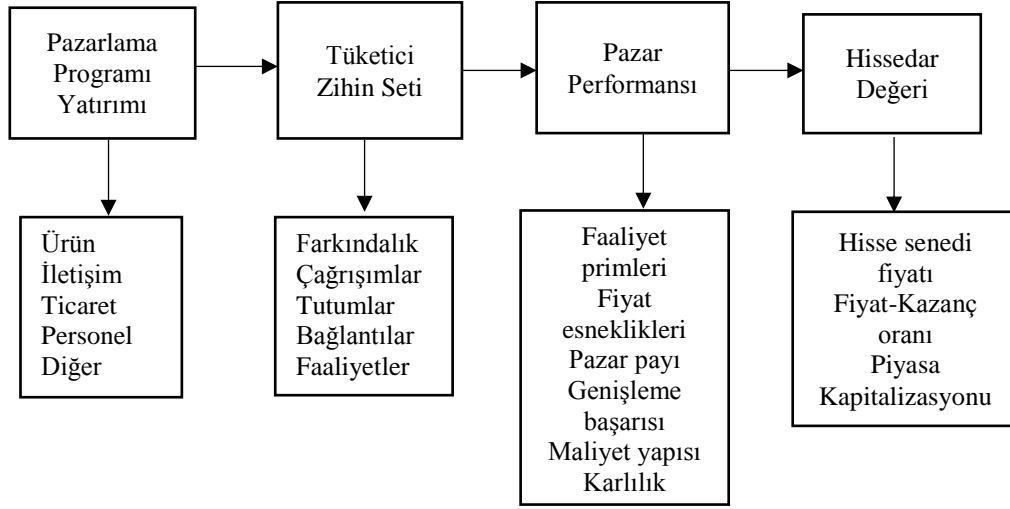 Pazarlama
Programı
Yatırımı
Tüketici
Zihin Seti
Pazar
Performansı
Hissedar
Değeri
Ürün
İletişim
Ticaret
Personel
Diğer
Farkındalık
Çağrışımlar
Tutumlar
Bağlantılar
Faaliyetler
Faaliyet
primleri
Fiyat
esneklikleri
Pazar payı
Genişleme
başarısı
Maliyet yapısı
Karlılık
Hisse senedi
fiyatı
Fiyat-Kazanç
oranı
Piyasa
Kapitalizasyonu